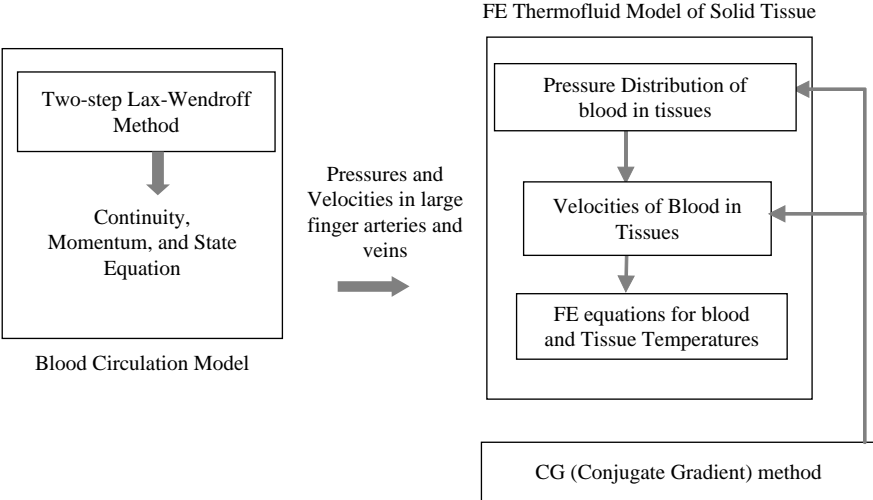 FE Thermofluid Model of Solid Tissue
Two-step Lax-Wendroff
Method
Continuity,
Momentum, and State
Equation
Blood Circulation Model
Pressures and
Velocities in large
finger arteries and
veins
Pressure Distribution of
blood in tissues
Velocities of Blood in
Tissues
FE equations for blood
and Tissue Temperatures
CG (Conjugate Gradient) method